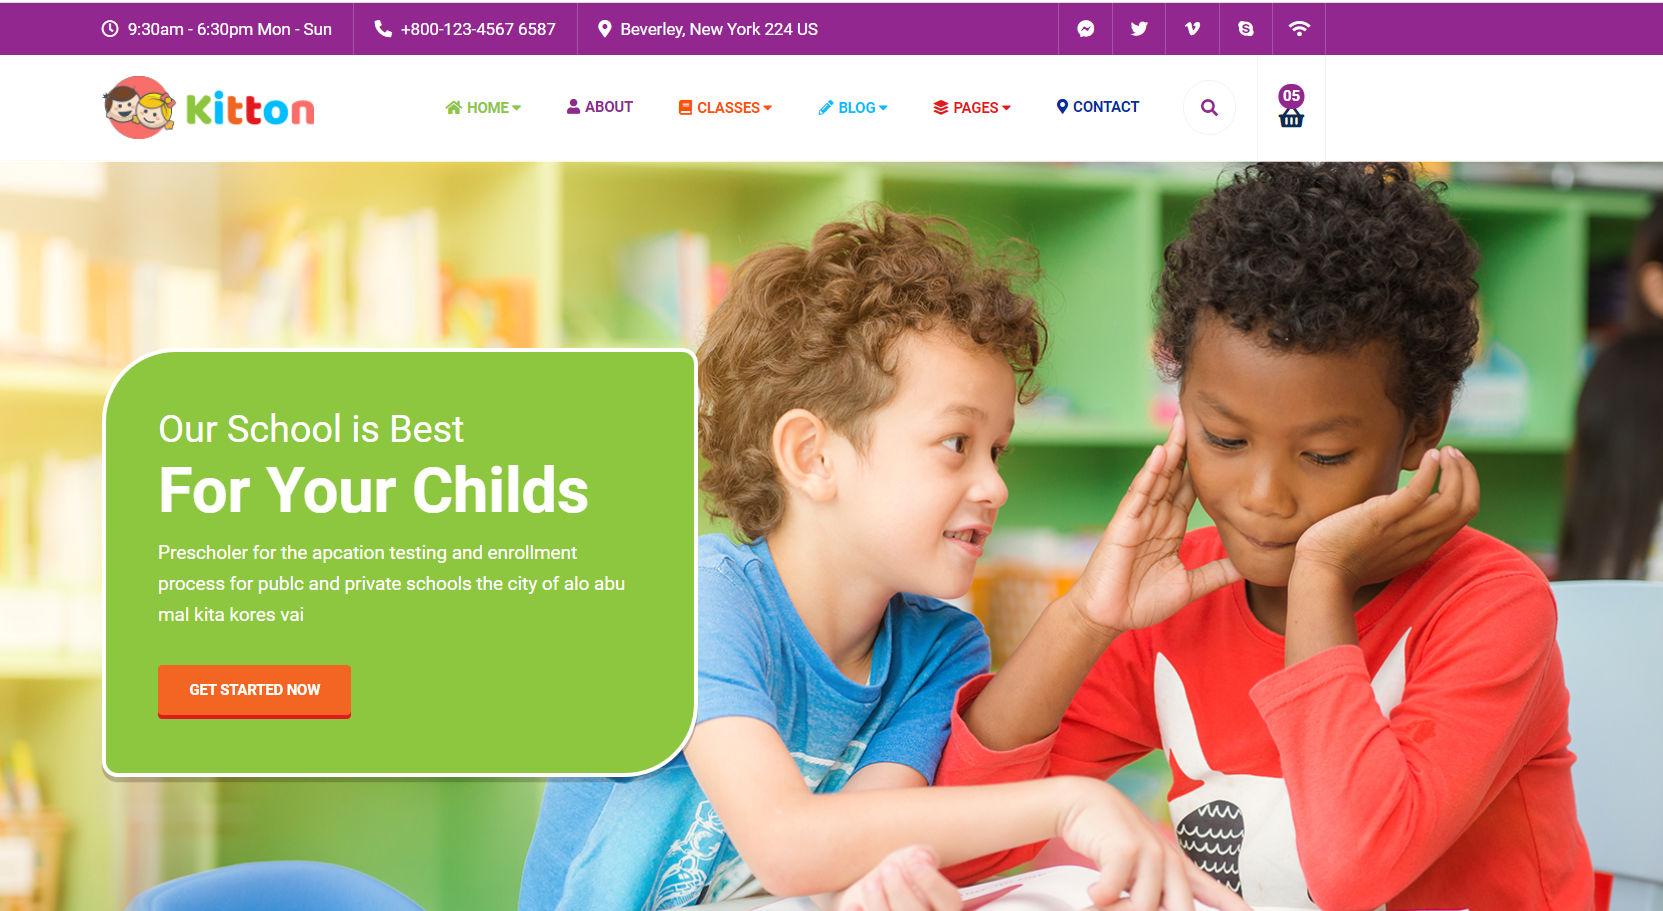 9:30am - 6:30pm Mon - Sun
+800-123-4567 6587
Beverley, New York 224 US
Kitton
HOME
ABOUT
CLASSES
BLOG
PAGES
CONTACT
05
Our School is Best
For Your Childs
Prescholer for the apcation testing and enrollment
process for publc and private schools the city of alo abu
mal kita kores vai
GET STARTED NOW